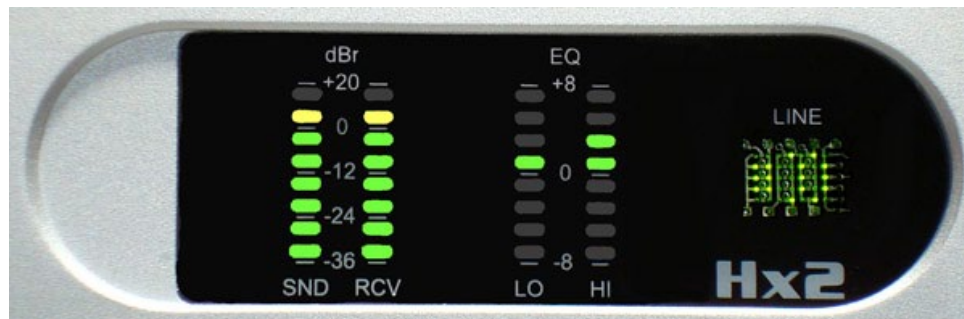 dBr EQ
+20 +8
LINE
0
-12 0
-24
-36 -8
SND RCV LO HI
Hx2